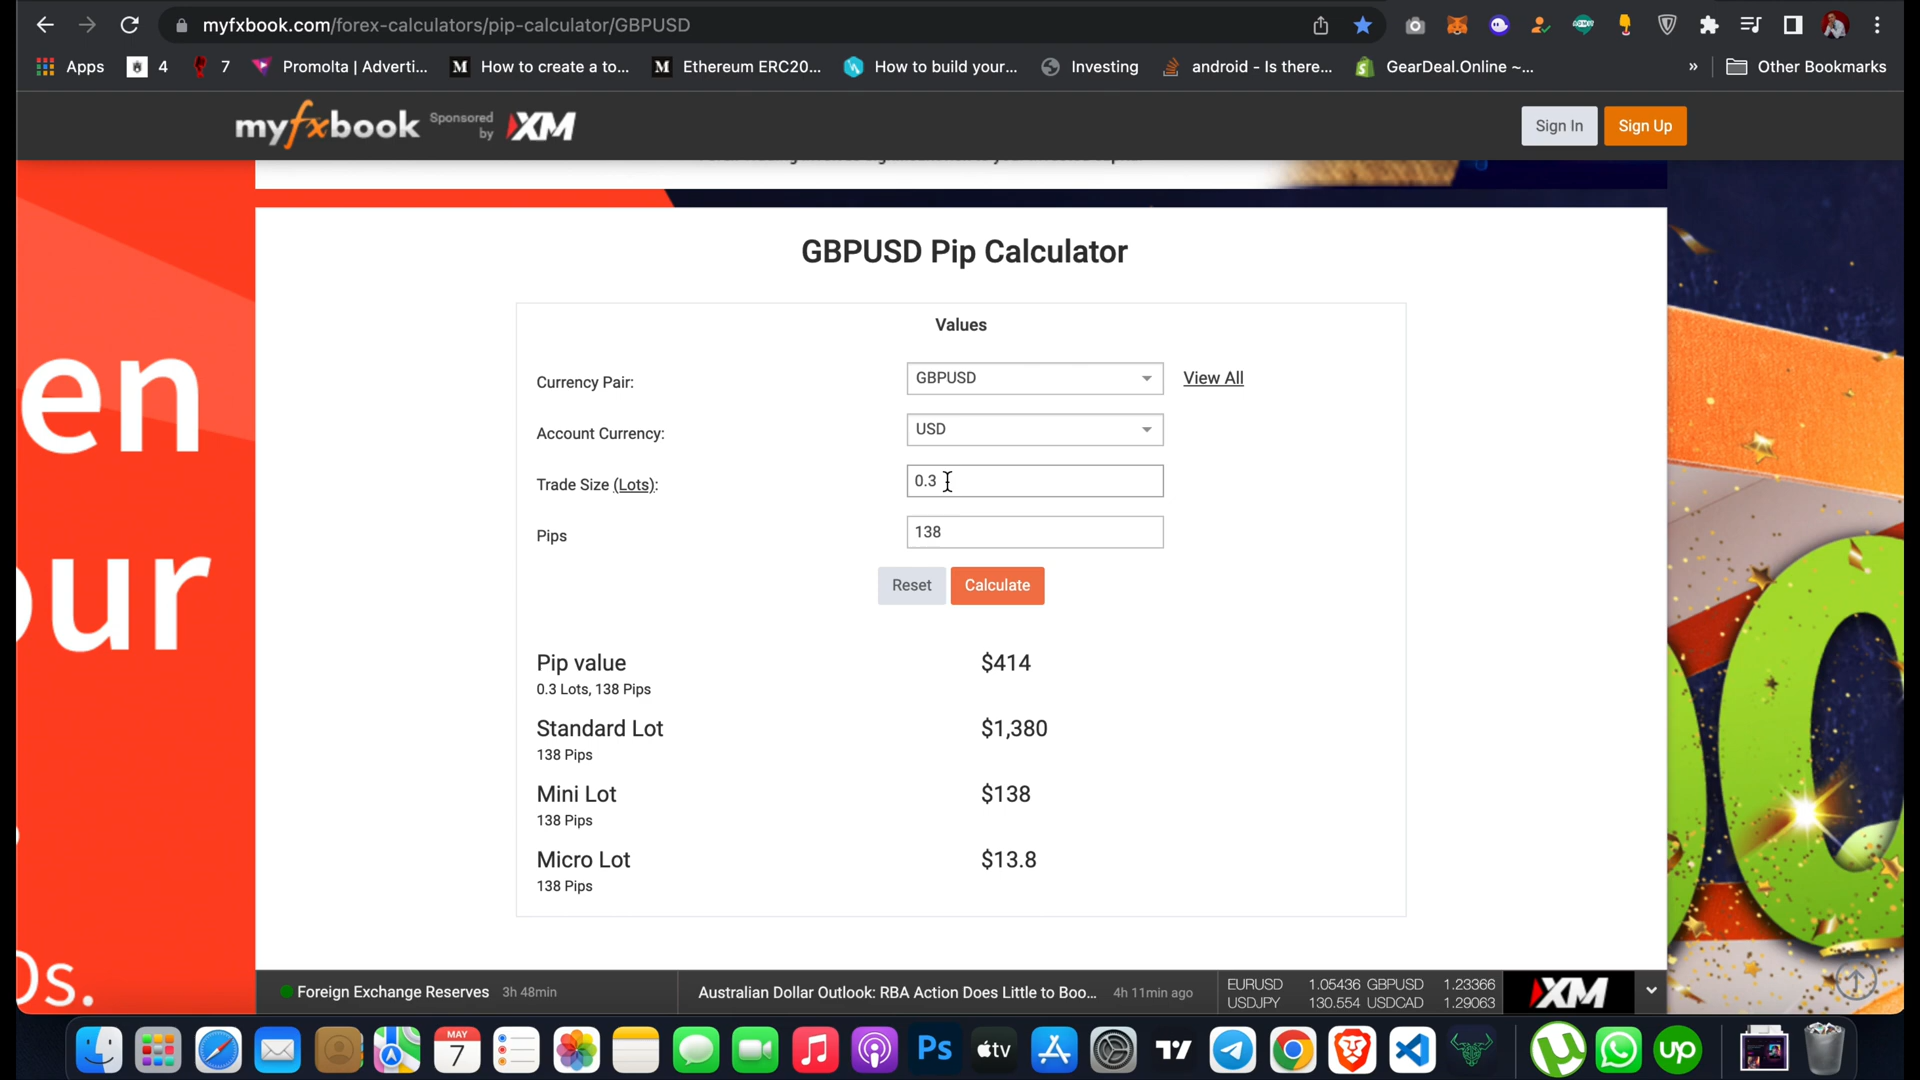 myfxbook.com/forex-calculators/pip-calculator/GBPUSD
Apps 4 7 Promolta | Adverti... How to create a to... Ethereum ERC20... How to build your... Investing android - Is there... GearDeal.Online ~... » Other Bookmarks
myfxbook Sponsored by XM Sign In Sign Up
GBPUSD Pip Calculator
Values
Currency Pair: GBPUSD View All
Account Currency: USD
Trade Size (Lots): 0.3
Pips 138
Reset Calculate
Pip value $414
0.3 Lots, 138 Pips
Standard Lot $1,380
138 Pips
Mini Lot $138
138 Pips
Micro Lot $13.8
138 Pips
en
our
0s.
Foreign Exchange Reserves 3h 48min Australian Dollar Outlook: RBA Action Does Little to Boo... 4h 11min ago
EURUSD 1.05436 GBPUSD 1.23366
USDJPY 130.554 USDCAD 1.29063
XM
MAY
7
Ps
tv
up